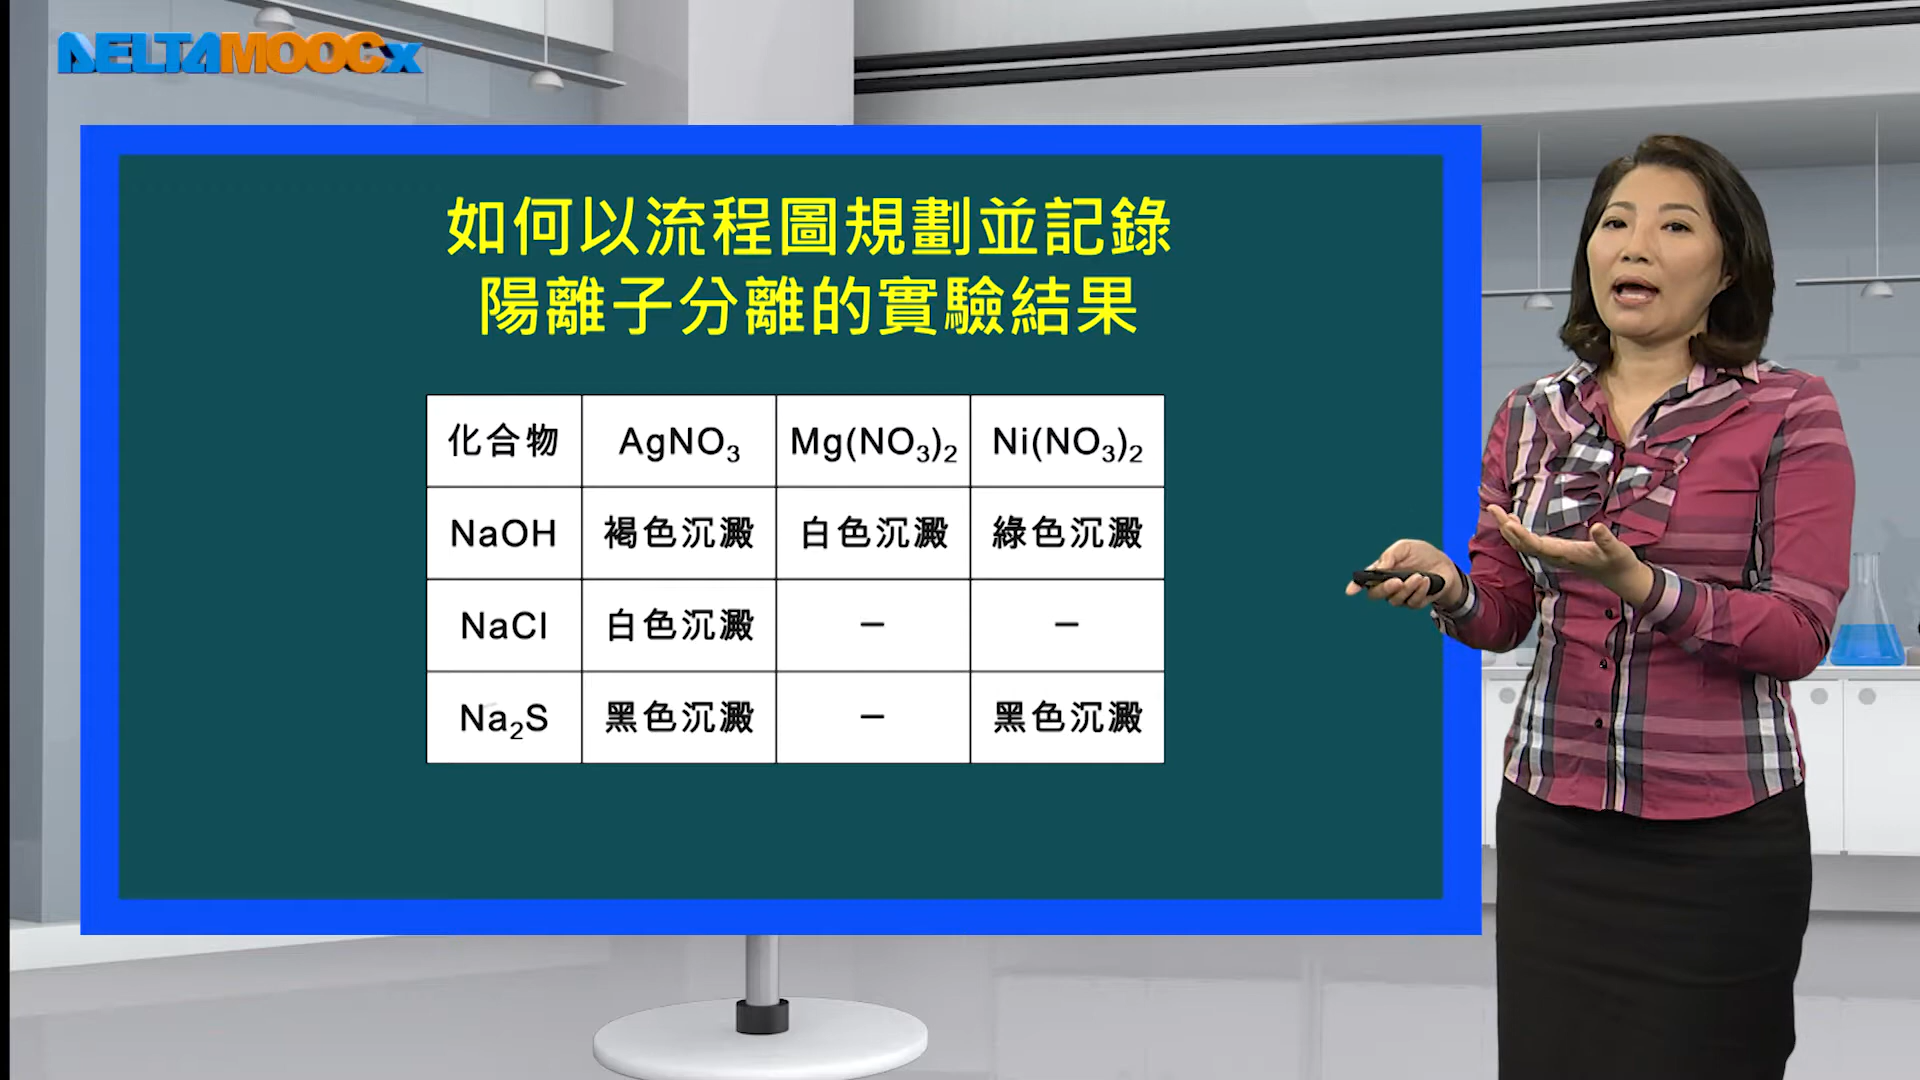 DELTAMOOCx
如何以流程圖規劃並記錄
陽離子分離的實驗結果
化合物 AgNO₃ Mg(NO₃)₂ Ni(NO₃)₂
NaOH 褐色沉澱 白色沉澱 綠色沉澱
NaCl 白色沉澱 – –
Na₂S 黑色沉澱 – 黑色沉澱